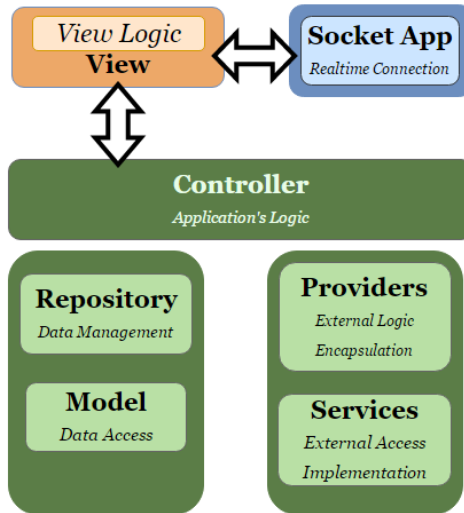 View Logic
View
Socket App
Realtime Connection
Controller
Application's Logic
Repository
Data Management
Model
Data Access
Providers
External Logic
Encapsulation
Services
External Access
Implementation